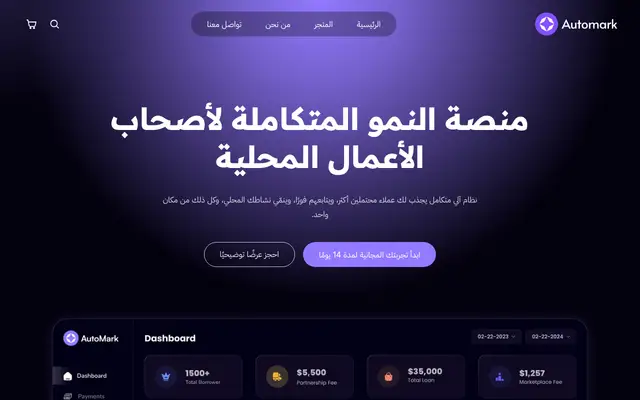 Automark
الرئيسية
المتجر
من نحن
تواصل معنا
منصة النمو المتكاملة لأصحاب
الأعمال المحلية
نظام آلي متكامل يجذب لك عملاء محتملين أكثر، ويتابعهم فورًا، وينقي نشاطك المحلي، وكل ذلك من مكان
واحد.
ابدأ تجربتك المجانية لمدة 14 يومًا
احجز عرضًا توضيحيًا
AutoMark
Dashboard
02-22-2023
02-22-2024
Dashboard
Payments
1500+
Total Borrower
$5,500
Partnership Fee
$35,000
Total Loan
$1,257
Marketplace Fee